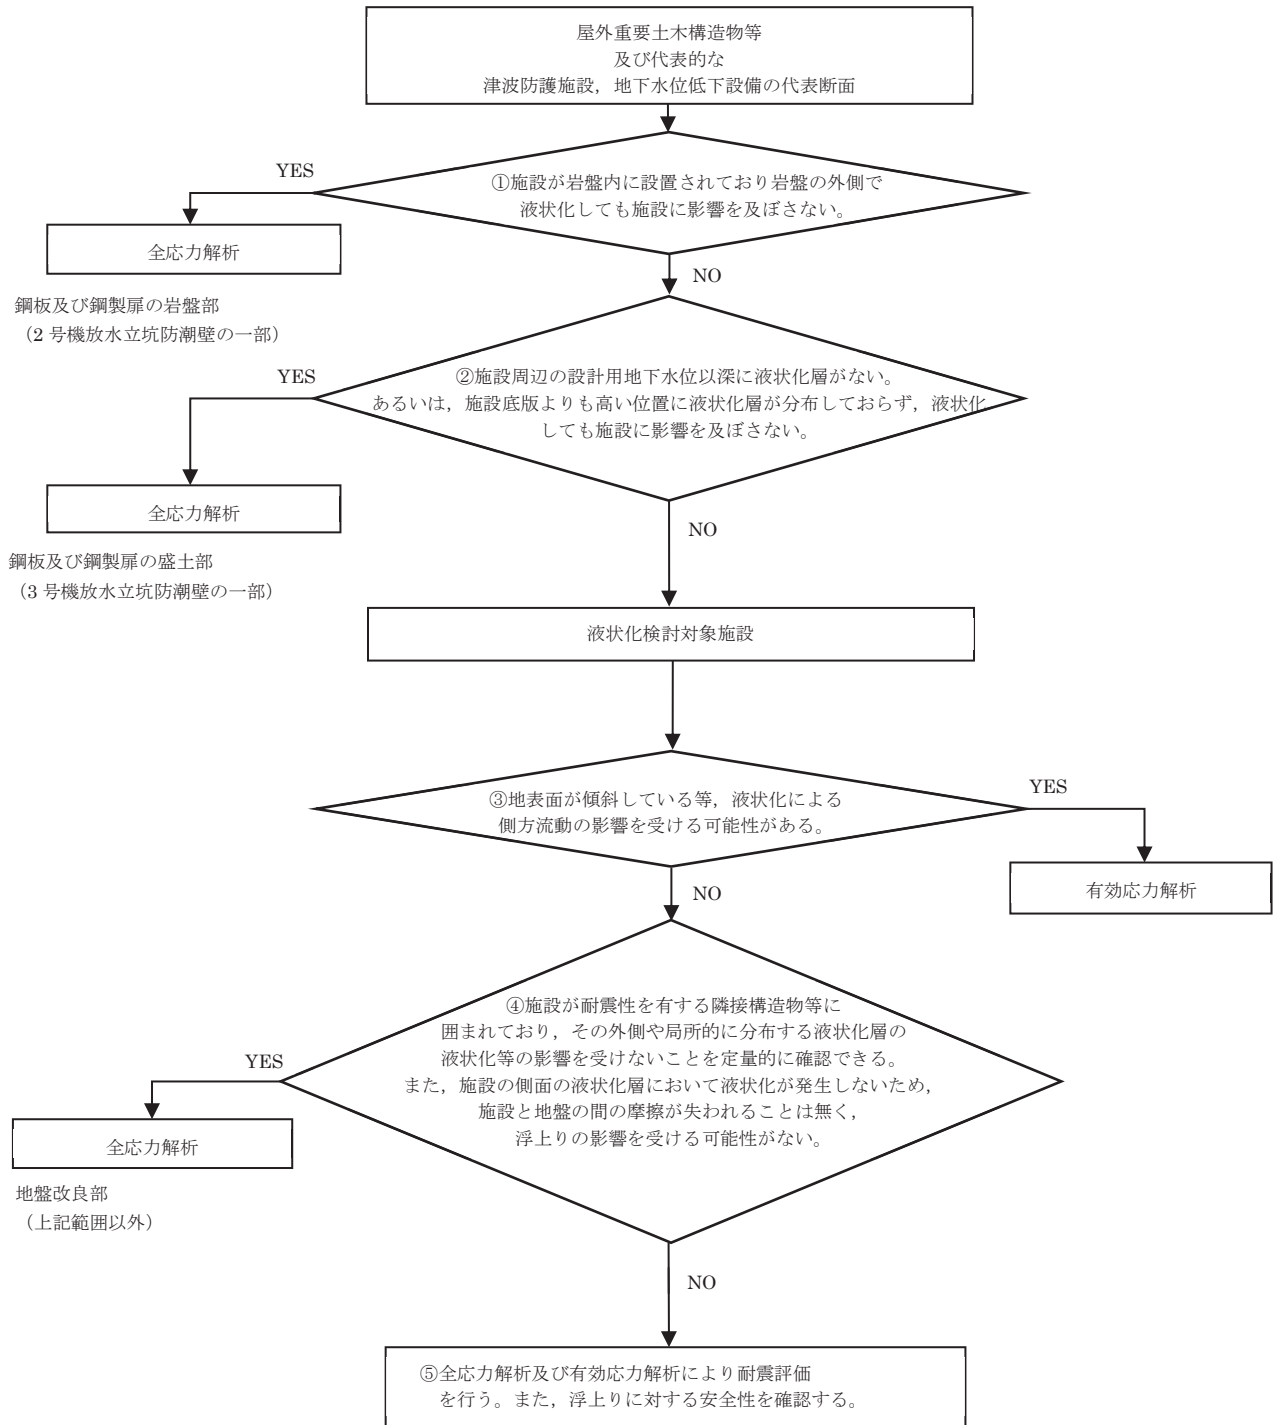 屋外重要土木構造物等
及び代表的な
津波防護施設，地下水位低下設備の代表断面
YES
①施設が岩盤内に設置されており岩盤の外側で
液状化しても施設に影響を及ぼさない。
全応力解析
鋼板及び鋼製扉の岩盤部
（2 号機放水立坑防潮壁の一部）
NO
YES
②施設周辺の設計用地下水位以深に液状化層がない。
あるいは，施設底版よりも高い位置に液状化層が分布しておらず，液状化
しても施設に影響を及ぼさない。
全応力解析
鋼板及び鋼製扉の盛土部
（3 号機放水立坑防潮壁の一部）
NO
液状化検討対象施設
③地表面が傾斜している等，液状化による
側方流動の影響を受ける可能性がある。
YES
有効応力解析
NO
④施設が耐震性を有する隣接構造物等に
囲まれており，その外側や局所的に分布する液状化層の
液状化等の影響を受けないことを定量的に確認できる。
また，施設の側面の液状化層において液状化が発生しないため，
施設と地盤の間の摩擦が失われることは無く，
浮上りの影響を受ける可能性がない。
YES
全応力解析
地盤改良部
（上記範囲以外）
NO
⑤全応力解析及び有効応力解析により耐震評価
を行う。また，浮上りに対する安全性を確認する。